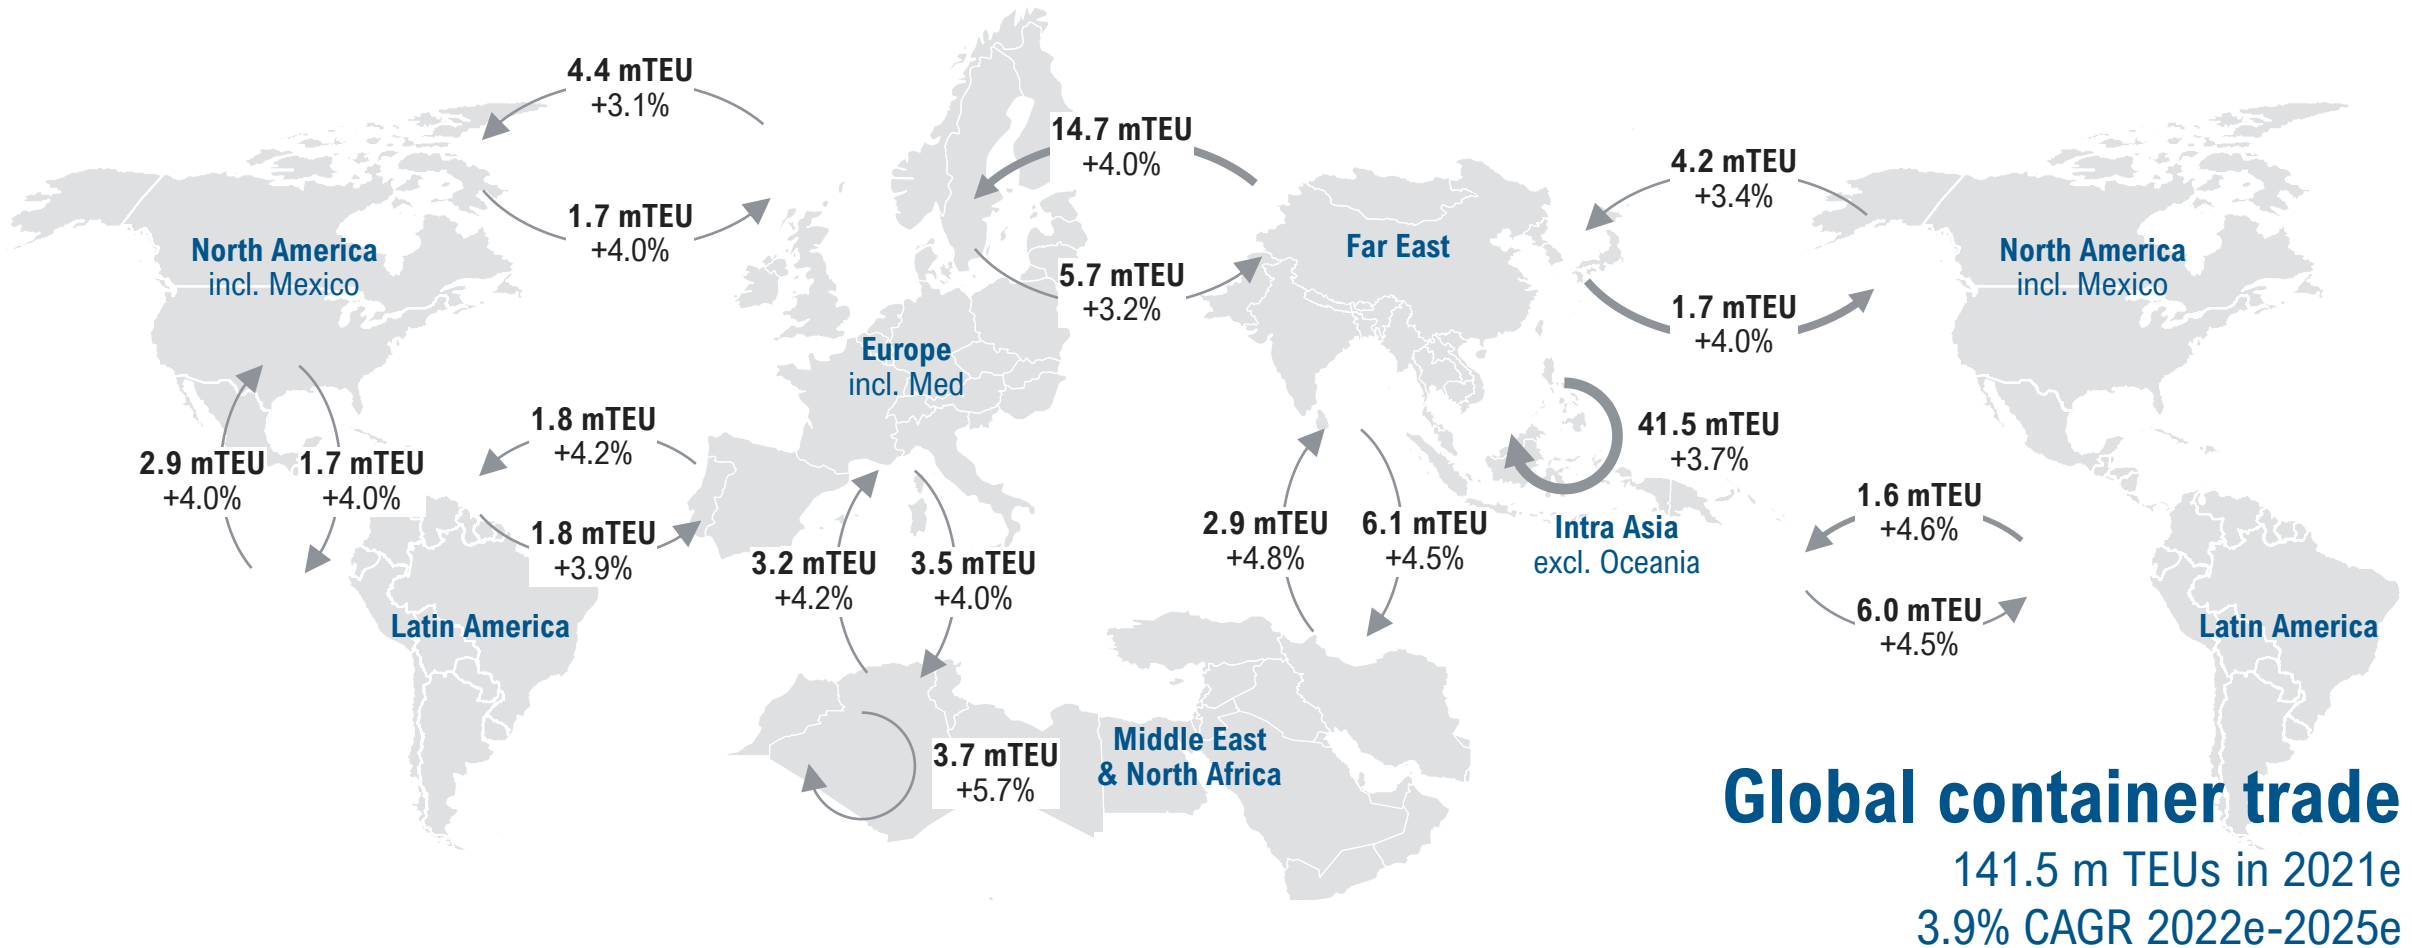 4.4 mTEU
+3.1%
1.7 mTEU
+4.0%
North America
incl. Mexico
14.7 mTEU
+4.0%
5.7 mTEU
+3.2%
Far East
4.2 mTEU
+3.4%
1.7 mTEU
+4.0%
North America
incl. Mexico
Europe
incl. Med
2.9 mTEU
+4.0%
1.7 mTEU
+4.0%
1.8 mTEU
+4.2%
1.8 mTEU
+3.9%
Latin America
3.2 mTEU
+4.2%
3.5 mTEU
+4.0%
2.9 mTEU
+4.8%
6.1 mTEU
+4.5%
41.5 mTEU
+3.7%
Intra Asia
excl. Oceania
1.6 mTEU
+4.6%
6.0 mTEU
+4.5%
Latin America
3.7 mTEU
+5.7%
Middle East
& North Africa
Global container trade
141.5 m TEUs in 2021e
3.9% CAGR 2022e-2025e